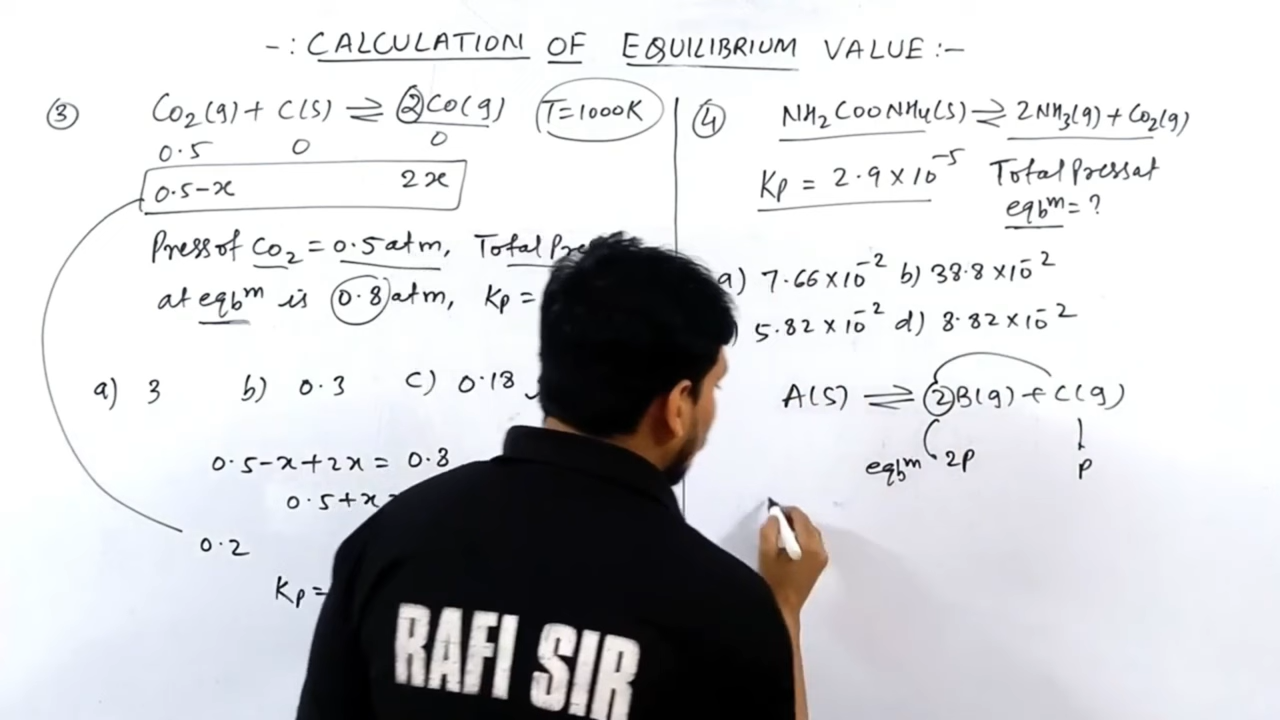 -: CALCULATION OF EQUILIBRIUM VALUE :-
③ CO₂(g) + C(S) ⇌ ②CO(g) T=1000K
0.5 0 0
0.5-x 2x
Press of CO₂ = 0.5 atm, Total
at eqbᵐ is 0.8 atm, Kp =
a) 3 b) 0.3 c) 0.18
0.5-x+2x = 0.8
0.5+x
0.2
Kp=
④ NH₂COONH₄(S) ⇌ 2NH₃(g) + CO₂(g)
Kp = 2.9×10⁻⁵ Total Press at
eqbᵐ = ?
a) 7.66×10⁻² b) 38.8×10⁻²
) 5.82×10⁻² d) 8.82×10⁻²
A(S) ⇌ ②B(g) + C(g)
eqbᵐ 2P P
RAFI SIR